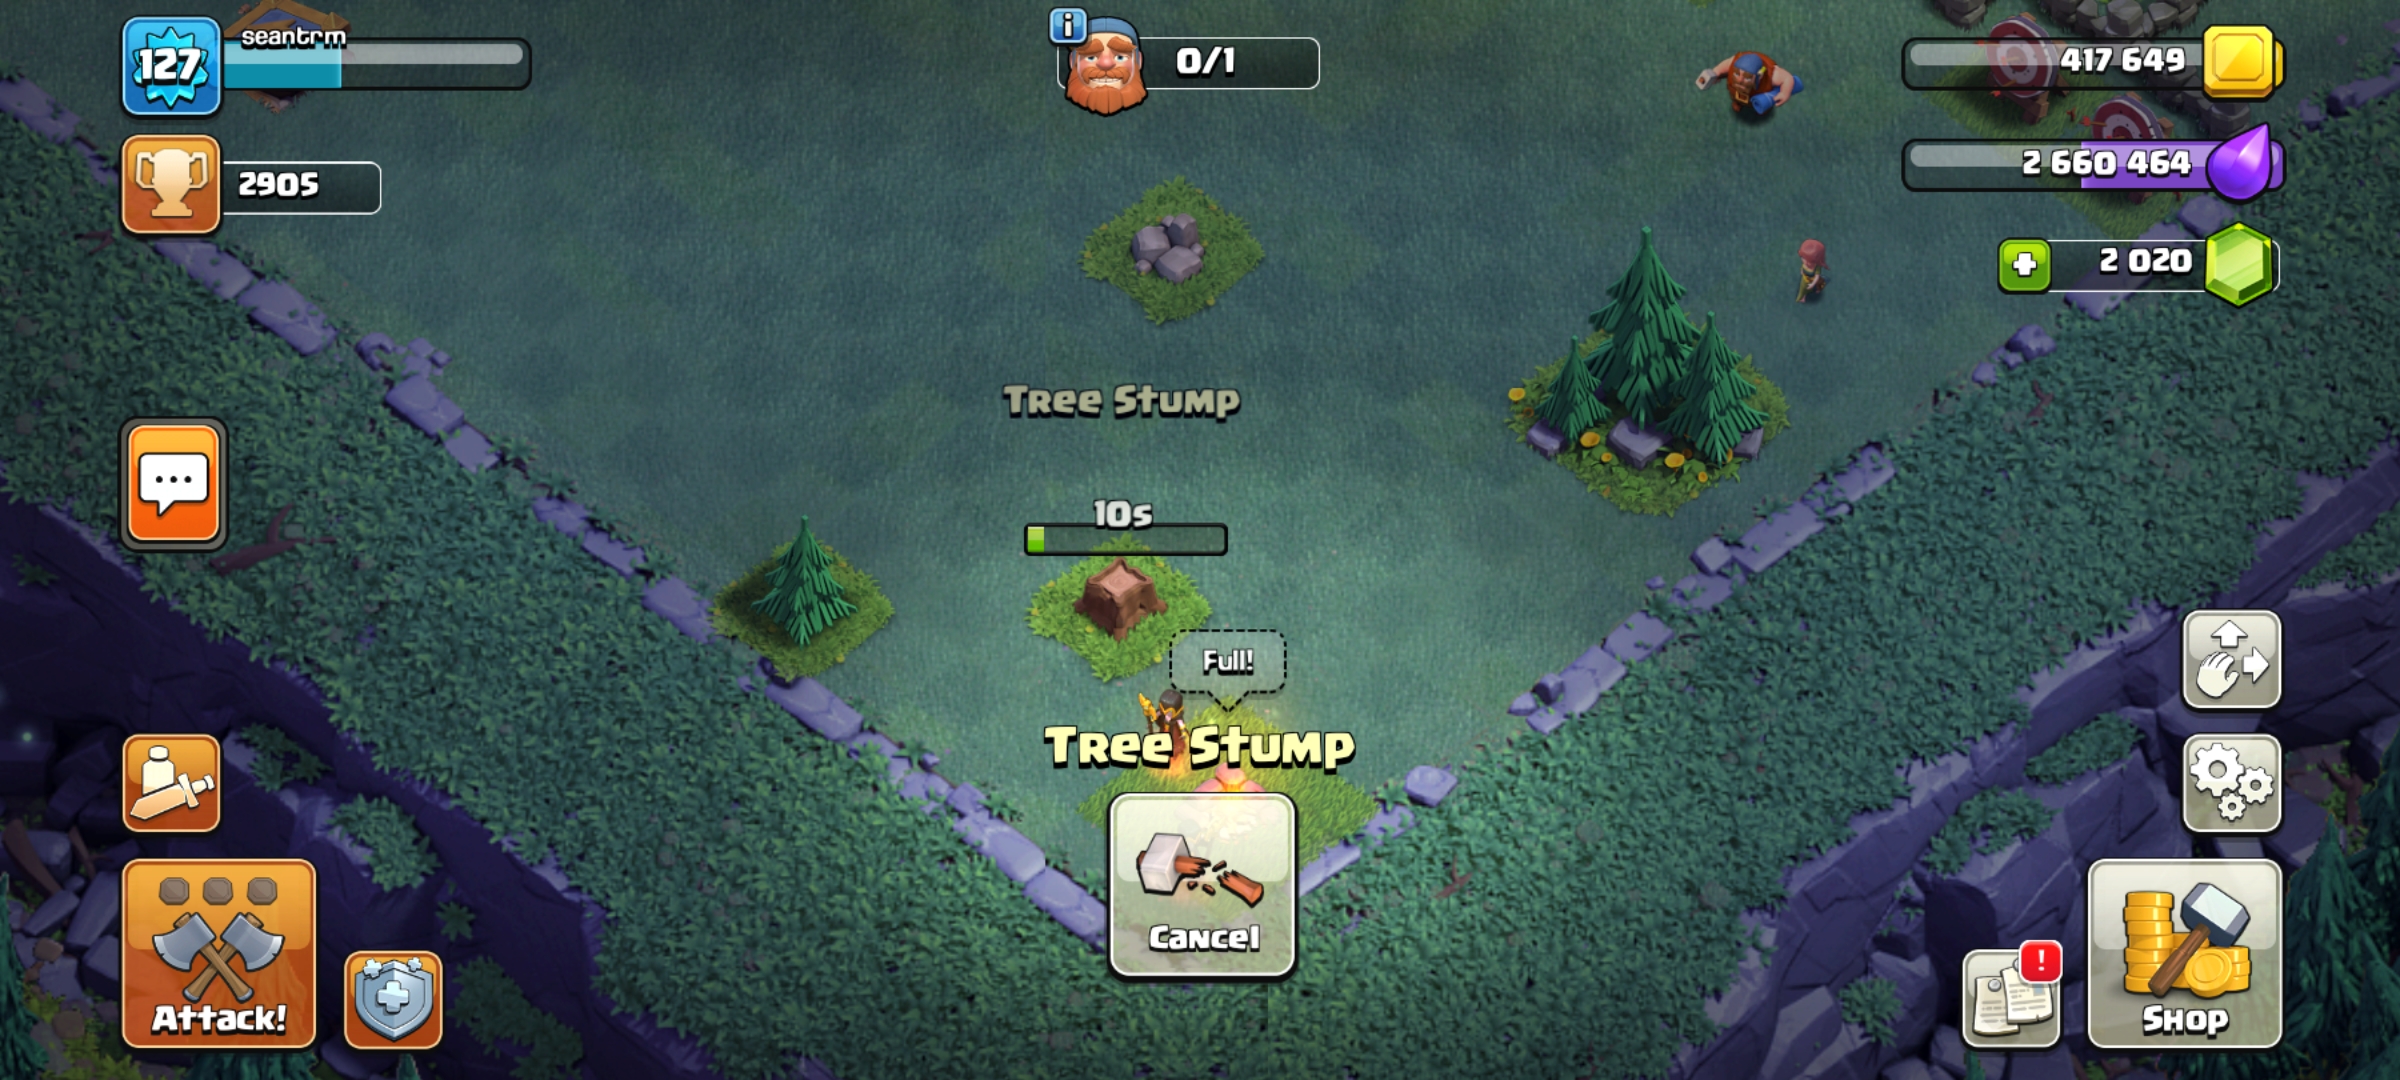 seantrm
127
0/1
417 649
2905
2 660 464
2 020
Tree Stump
10s
Full!
Tree Stump
Cancel
Attack!
Shop